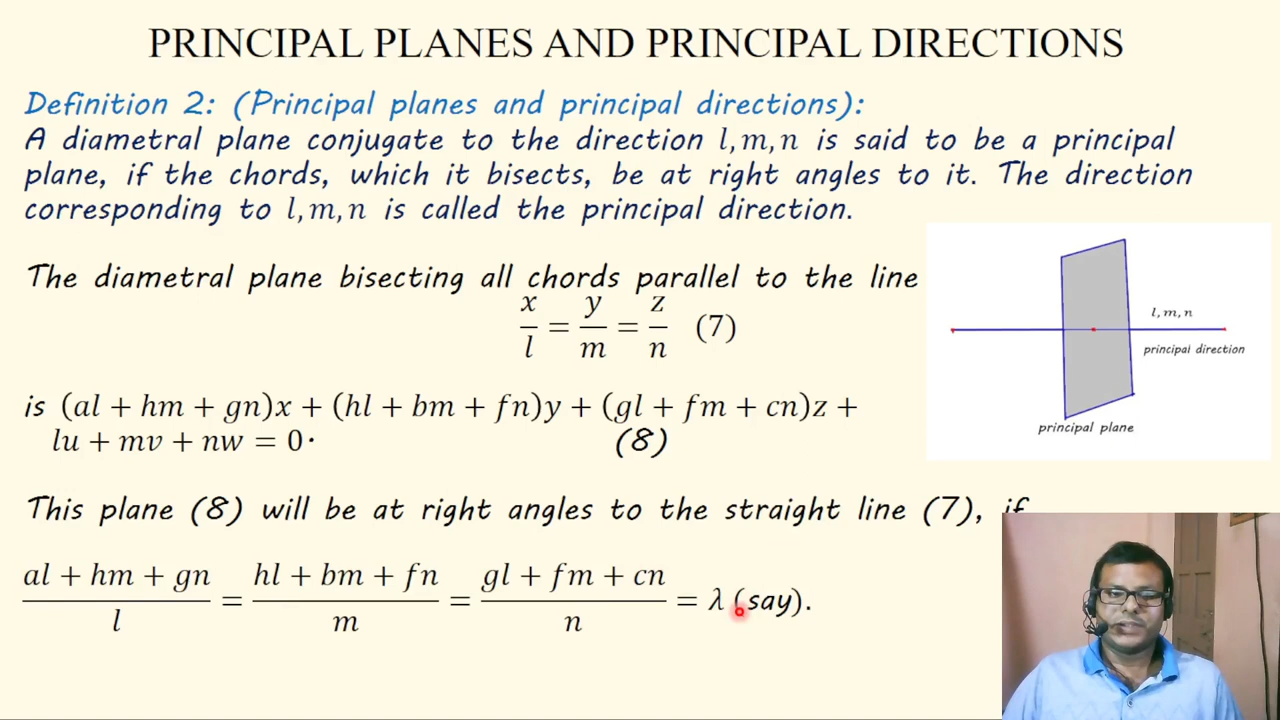 PRINCIPAL PLANES AND PRINCIPAL DIRECTIONS
Definition 2: (Principal planes and principal directions):
A diametral plane conjugate to the direction l, m, n is said to be a principal
plane, if the chords, which it bisects, be at right angles to it. The direction
corresponding to l, m, n is called the principal direction.
The diametral plane bisecting all chords parallel to the line
x/l = y/m = z/n (7)
is (al + hm + gn)x + (hl + bm + fn)y + (gl + fm + cn)z +
lu + mv + nw = 0· (8)
l, m, n
principal direction
principal plane
This plane (8) will be at right angles to the straight line (7), if
(al + hm + gn)/l = (hl + bm + fn)/m = (gl + fm + cn)/n = λ (say).